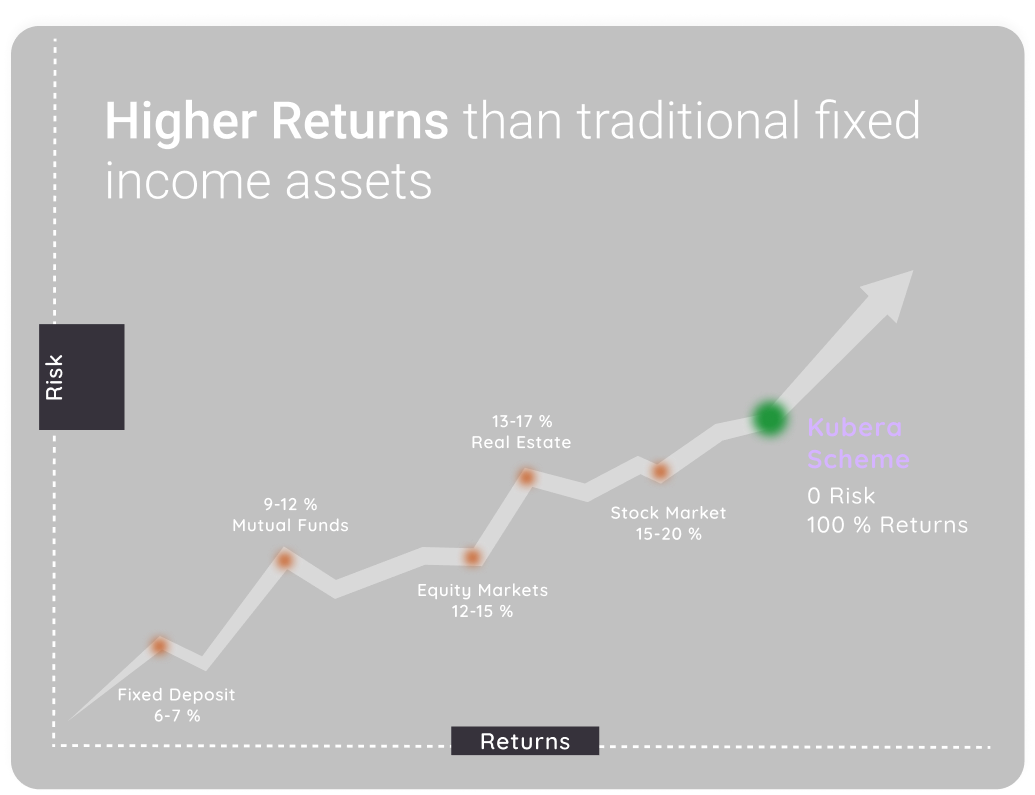 Higher Returns than traditional fixed
income assets
Risk
13-17 %
Real Estate
Kubera
Scheme
0 Risk
100 % Returns
9-12 %
Mutual Funds
Stock Market
15-20 %
Equity Markets
12-15 %
Fixed Deposit
6-7 %
Returns